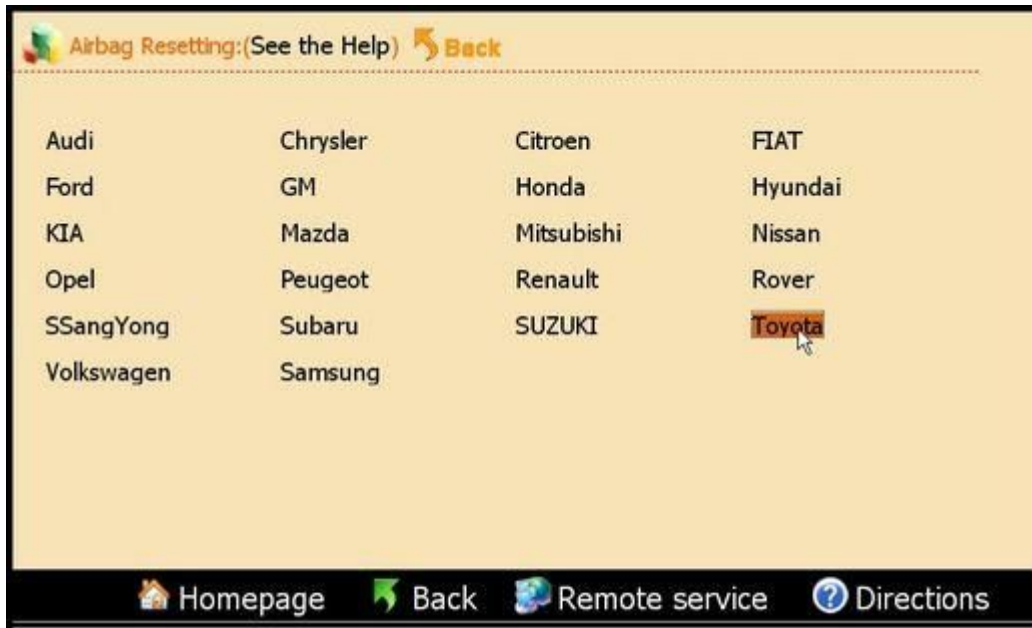 Airbag Resetting:(See the Help) Back
Audi Chrysler Citroen FIAT
Ford GM Honda Hyundai
KIA Mazda Mitsubishi Nissan
Opel Peugeot Renault Rover
SSangYong Subaru SUZUKI Toyota
Volkswagen Samsung
Homepage Back Remote service Directions